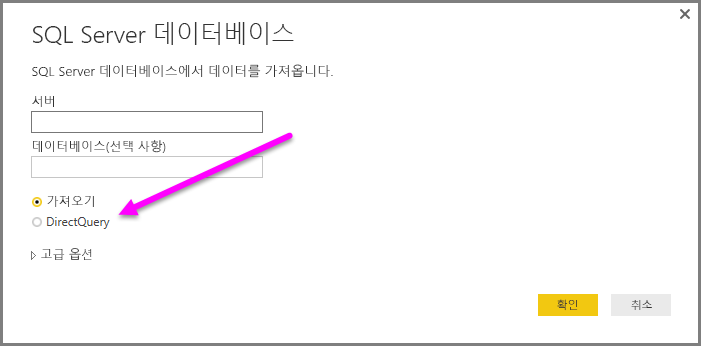 SQL Server 데이터베이스
SQL Server 데이터베이스에서 데이터를 가져옵니다.
서버
데이터베이스(선택 사항)
가져오기
DirectQuery
고급 옵션
확인
취소